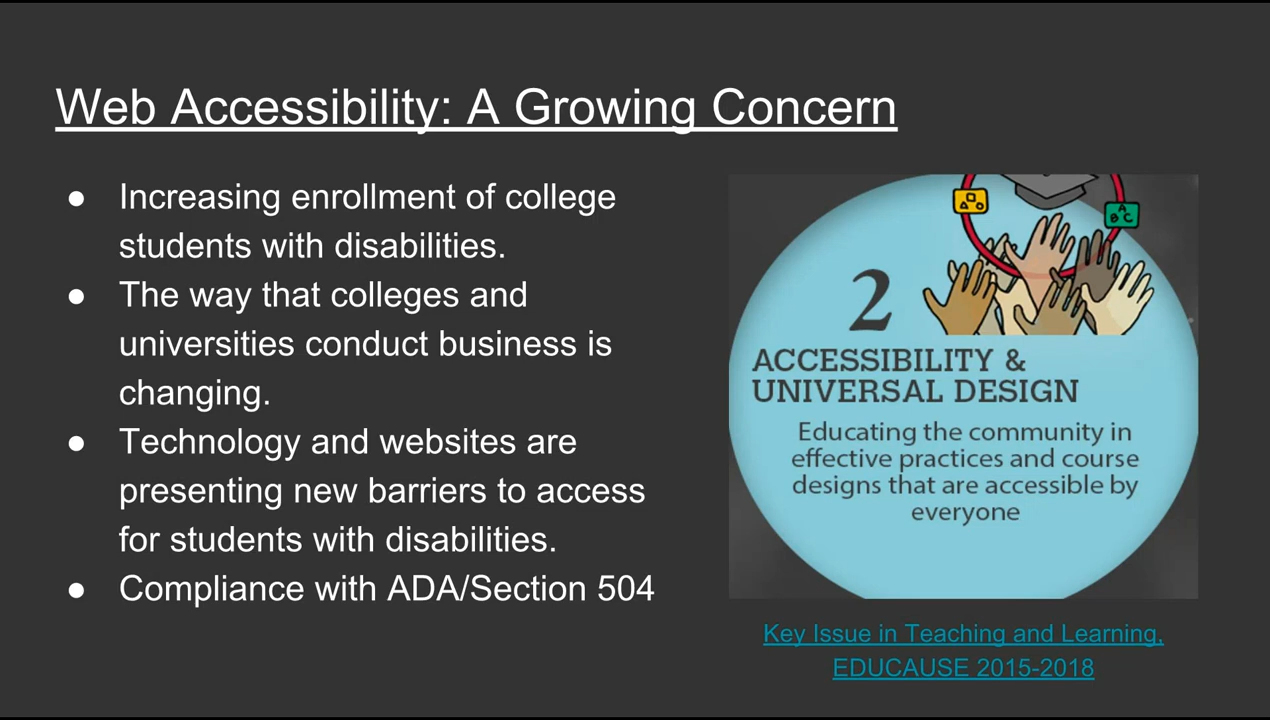 Web Accessibility: A Growing Concern
● Increasing enrollment of college
students with disabilities.
● The way that colleges and
universities conduct business is
changing.
● Technology and websites are
presenting new barriers to access
for students with disabilities.
● Compliance with ADA/Section 504
A
B C
2
ACCESSIBILITY &
UNIVERSAL DESIGN
Educating the community in
effective practices and course
designs that are accessible by
everyone
Key Issue in Teaching and Learning,
EDUCAUSE 2015-2018